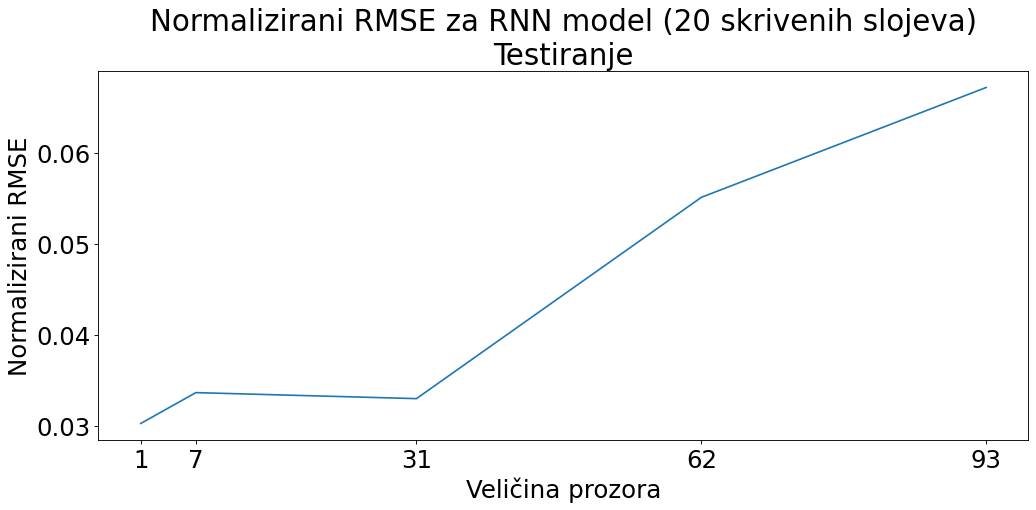 Normalizirani RMSE za RNN model (20 skrivenih slojeva)
Testiranje
Normalizirani RMSE
0.06
0.05
0.04
0.03
1 7 31 62 93
Veličina prozora